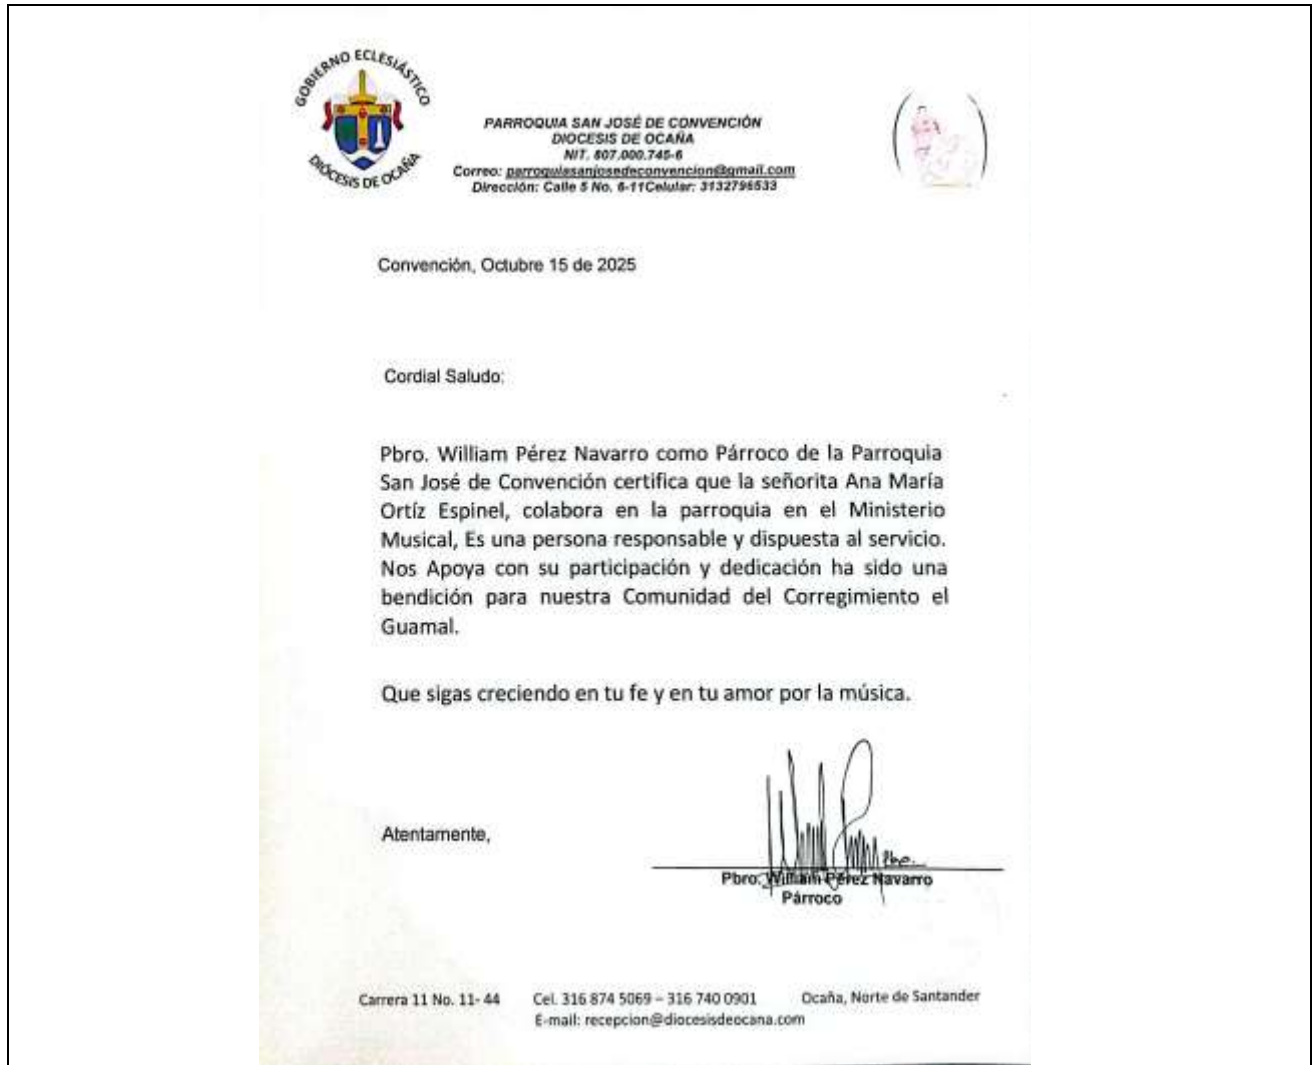 GOBIERNO ECLESIÁSTICO
DIÓCESIS DE OCAÑA
PARROQUIA SAN JOSÉ DE CONVENCIÓN
DIOCESIS DE OCAÑA
NIT. 807.000.745-6
Correo: parroquiasanjosedeconvencion@gmail.com
Dirección: Calle 5 No. 6-11Celular: 3132796533
Convención, Octubre 15 de 2025
Cordial Saludo:
Pbro. William Pérez Navarro como Párroco de la Parroquia
San José de Convención certifica que la señorita Ana María
Ortíz Espinel, colabora en la parroquia en el Ministerio
Musical, Es una persona responsable y dispuesta al servicio.
Nos Apoya con su participación y dedicación ha sido una
bendición para nuestra Comunidad del Corregimiento el
Guamal.
Que sigas creciendo en tu fe y en tu amor por la música.
Atentamente,
Pbro.
Pbro. William Pérez Navarro
Párroco
Carrera 11 No. 11- 44 Cel. 316 874 5069 – 316 740 0901 Ocaña, Norte de Santander
E-mail: recepcion@diocesisdeocana.com